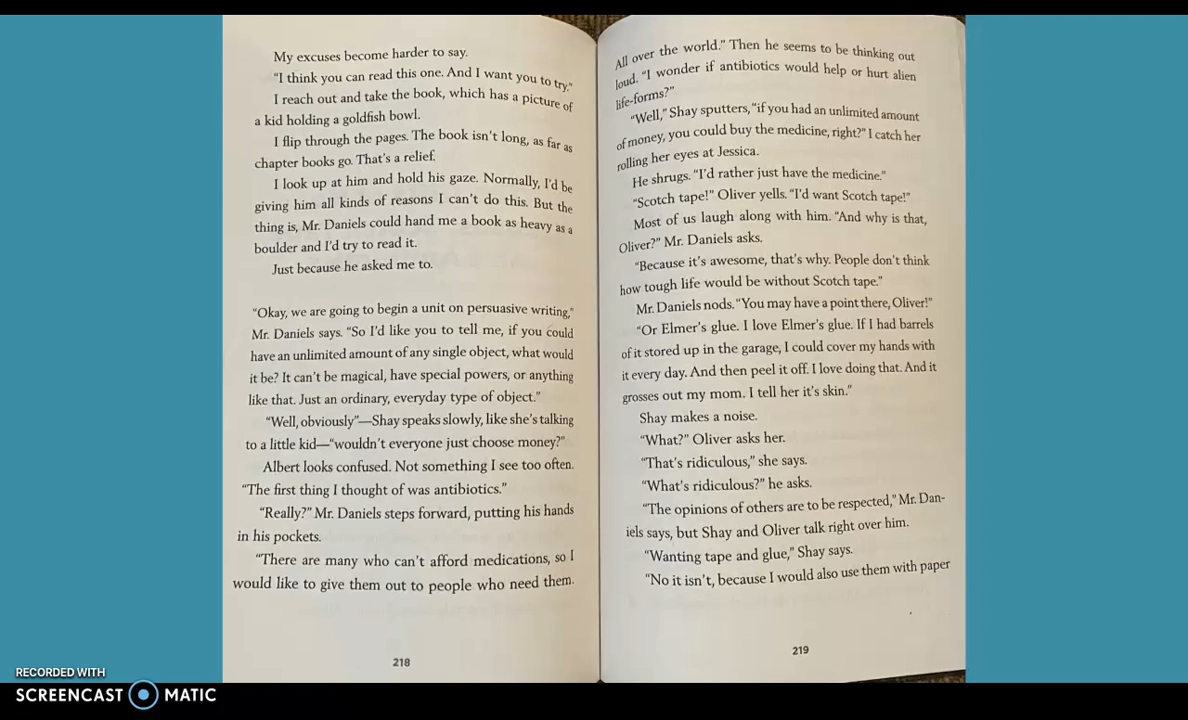 My excuses become harder to say.
"I think you can read this one. And I want you to try."
I reach out and take the book, which has a picture of
a kid holding a goldfish bowl.
I flip through the pages. The book isn't long, as far as
chapter books go. That's a relief.
I look up at him and hold his gaze. Normally, I'd be
giving him all kinds of reasons I can't do this. But the
thing is, Mr. Daniels could hand me a book as heavy as a
boulder and I'd try to read it.
Just because he asked me to.
"Okay, we are going to begin a unit on persuasive writing,"
Mr. Daniels says. "So I'd like you to tell me, if you could
have an unlimited amount of any single object, what would
it be? It can't be magical, have special powers, or anything
like that. Just an ordinary, everyday type of object."
"Well, obviously"—Shay speaks slowly, like she's talking
to a little kid—"wouldn't everyone just choose money?"
Albert looks confused. Not something I see too often.
"The first thing I thought of was antibiotics."
"Really?" Mr. Daniels steps forward, putting his hands
in his pockets.
"There are many who can't afford medications, so I
would like to give them out to people who need them.
218
All over the world." Then he seems to be thinking out
loud. "I wonder if antibiotics would help or hurt alien
life-forms?"
"Well," Shay sputters, "if you had an unlimited amount
of money, you could buy the medicine, right?" I catch her
rolling her eyes at Jessica.
He shrugs. "I'd rather just have the medicine."
"Scotch tape!" Oliver yells. "I'd want Scotch tape!"
Most of us laugh along with him. "And why is that,
Oliver?" Mr. Daniels asks.
"Because it's awesome, that's why. People don't think
how tough life would be without Scotch tape."
Mr. Daniels nods. "You may have a point there, Oliver!"
"Or Elmer's glue. I love Elmer's glue. If I had barrels
of it stored up in the garage, I could cover my hands with
it every day. And then peel it off. I love doing that. And it
grosses out my mom. I tell her it's skin."
Shay makes a noise.
"What?" Oliver asks her.
"That's ridiculous," she says.
"What's ridiculous?" he asks.
"The opinions of others are to be respected," Mr. Dan-
iels says, but Shay and Oliver talk right over him.
"Wanting tape and glue," Shay says.
"No it isn't, because I would also use them with paper
219
RECORDED WITH
SCREENCAST MATIC